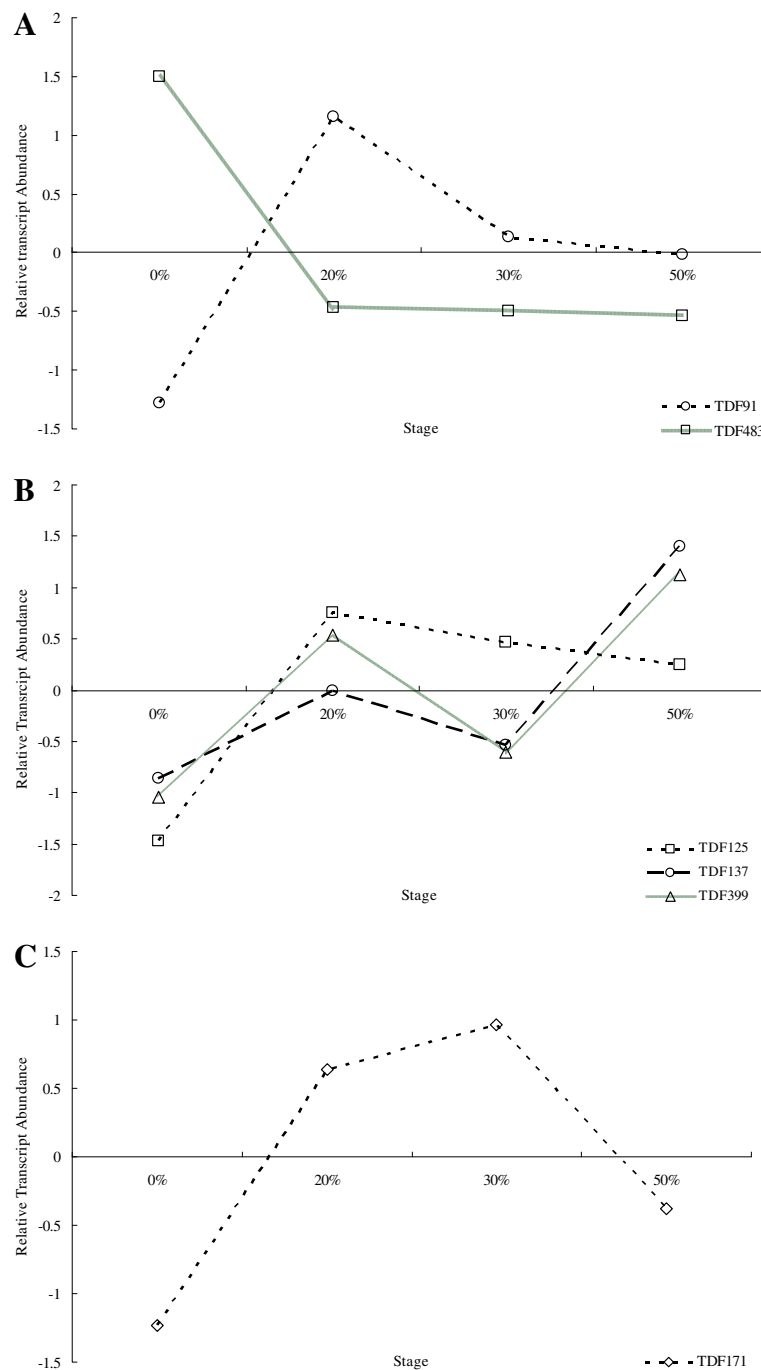 A
2
1.5
1
0.5
0
-0.5
-1
-1.5
Relative transcript Abundance
0% 20% 30% 50%
Stage
TDF91
TDF483
B
2
1.5
1
0.5
0
-0.5
-1
-1.5
-2
Relative Transrcipt Abundance
0% 20% 30% 50%
Stage
TDF125
TDF137
TDF399
C
1.5
1
0.5
0
-0.5
-1
-1.5
Relative Transcript Abundance
0% 20% 30% 50%
Stage
TDF171